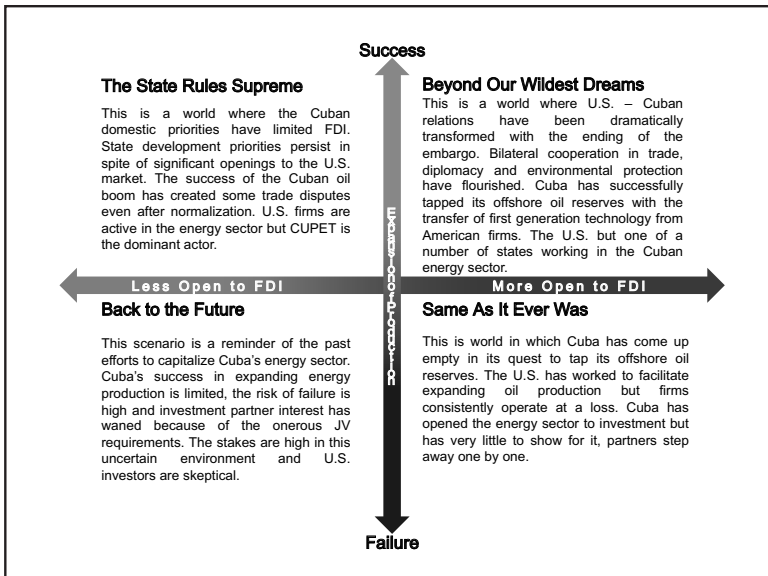 Success
The State Rules Supreme
This is a world where the Cuban
domestic priorities have limited FDI.
State development priorities persist in
spite of significant openings to the U.S.
market. The success of the Cuban oil
boom has created some trade disputes
even after normalization. U.S. firms are
active in the energy sector but CUPET is
the dominant actor.
Beyond Our Wildest Dreams
This is a world where U.S. – Cuban
relations have been dramatically
transformed with the ending of the
embargo. Bilateral cooperation in trade,
diplomacy and environmental protection
have flourished. Cuba has successfully
tapped its offshore oil reserves with the
transfer of first generation technology from
American firms. The U.S. but one of a
number of states working in the Cuban
energy sector.
Expansion of Production
Less Open to FDI
More Open to FDI
Back to the Future
This scenario is a reminder of the past
efforts to capitalize Cuba’s energy sector.
Cuba’s success in expanding energy
production is limited, the risk of failure is
high and investment partner interest has
waned because of the onerous JV
requirements. The stakes are high in this
uncertain environment and U.S.
investors are skeptical.
Same As It Ever Was
This is world in which Cuba has come up
empty in its quest to tap its offshore oil
reserves. The U.S. has worked to facilitate
expanding oil production but firms
consistently operate at a loss. Cuba has
opened the energy sector to investment but
has very little to show for it, partners step
away one by one.
Failure